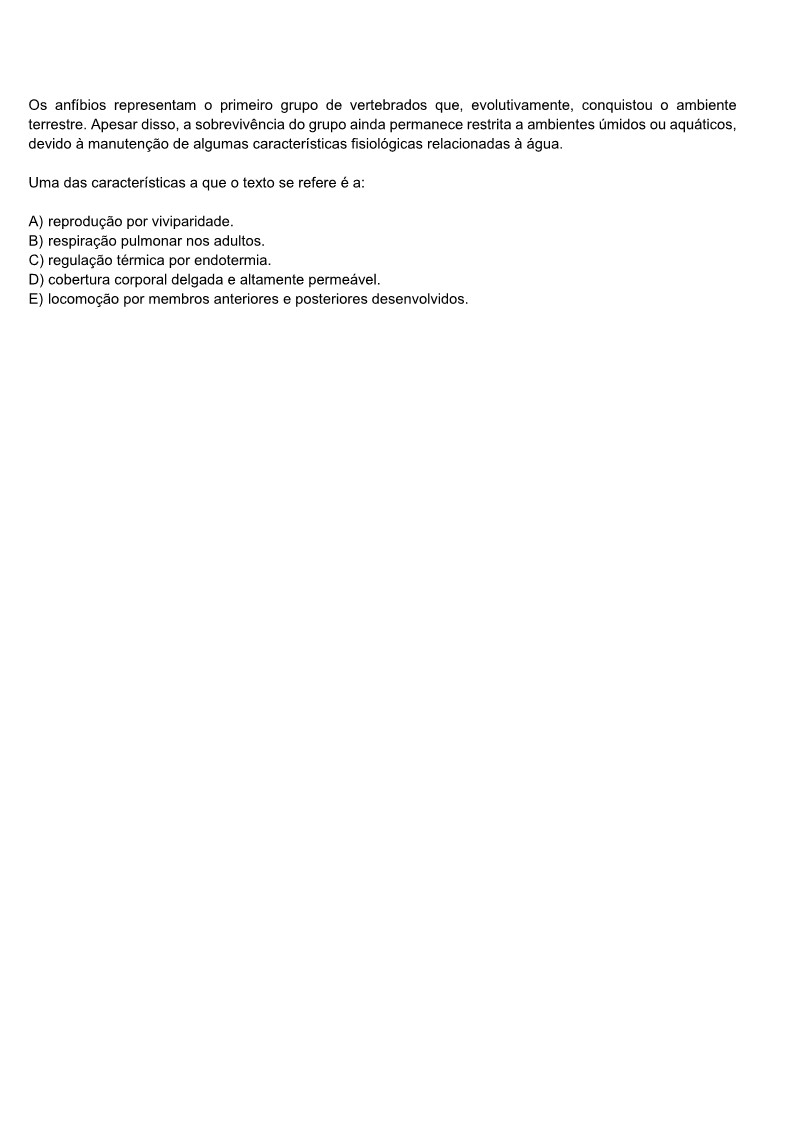 Os anfíbios representam o primeiro grupo de vertebrados que, evolutivamente, conquistou o ambiente
terrestre. Apesar disso, a sobrevivência do grupo ainda permanece restrita a ambientes úmidos ou aquáticos,
devido à manutenção de algumas características fisiológicas relacionadas à água.
Uma das características a que o texto se refere é a:
A) reprodução por viviparidade.
B) respiração pulmonar nos adultos.
C) regulação térmica por endotermia.
D) cobertura corporal delgada e altamente permeável.
E) locomoção por membros anteriores e posteriores desenvolvidos.